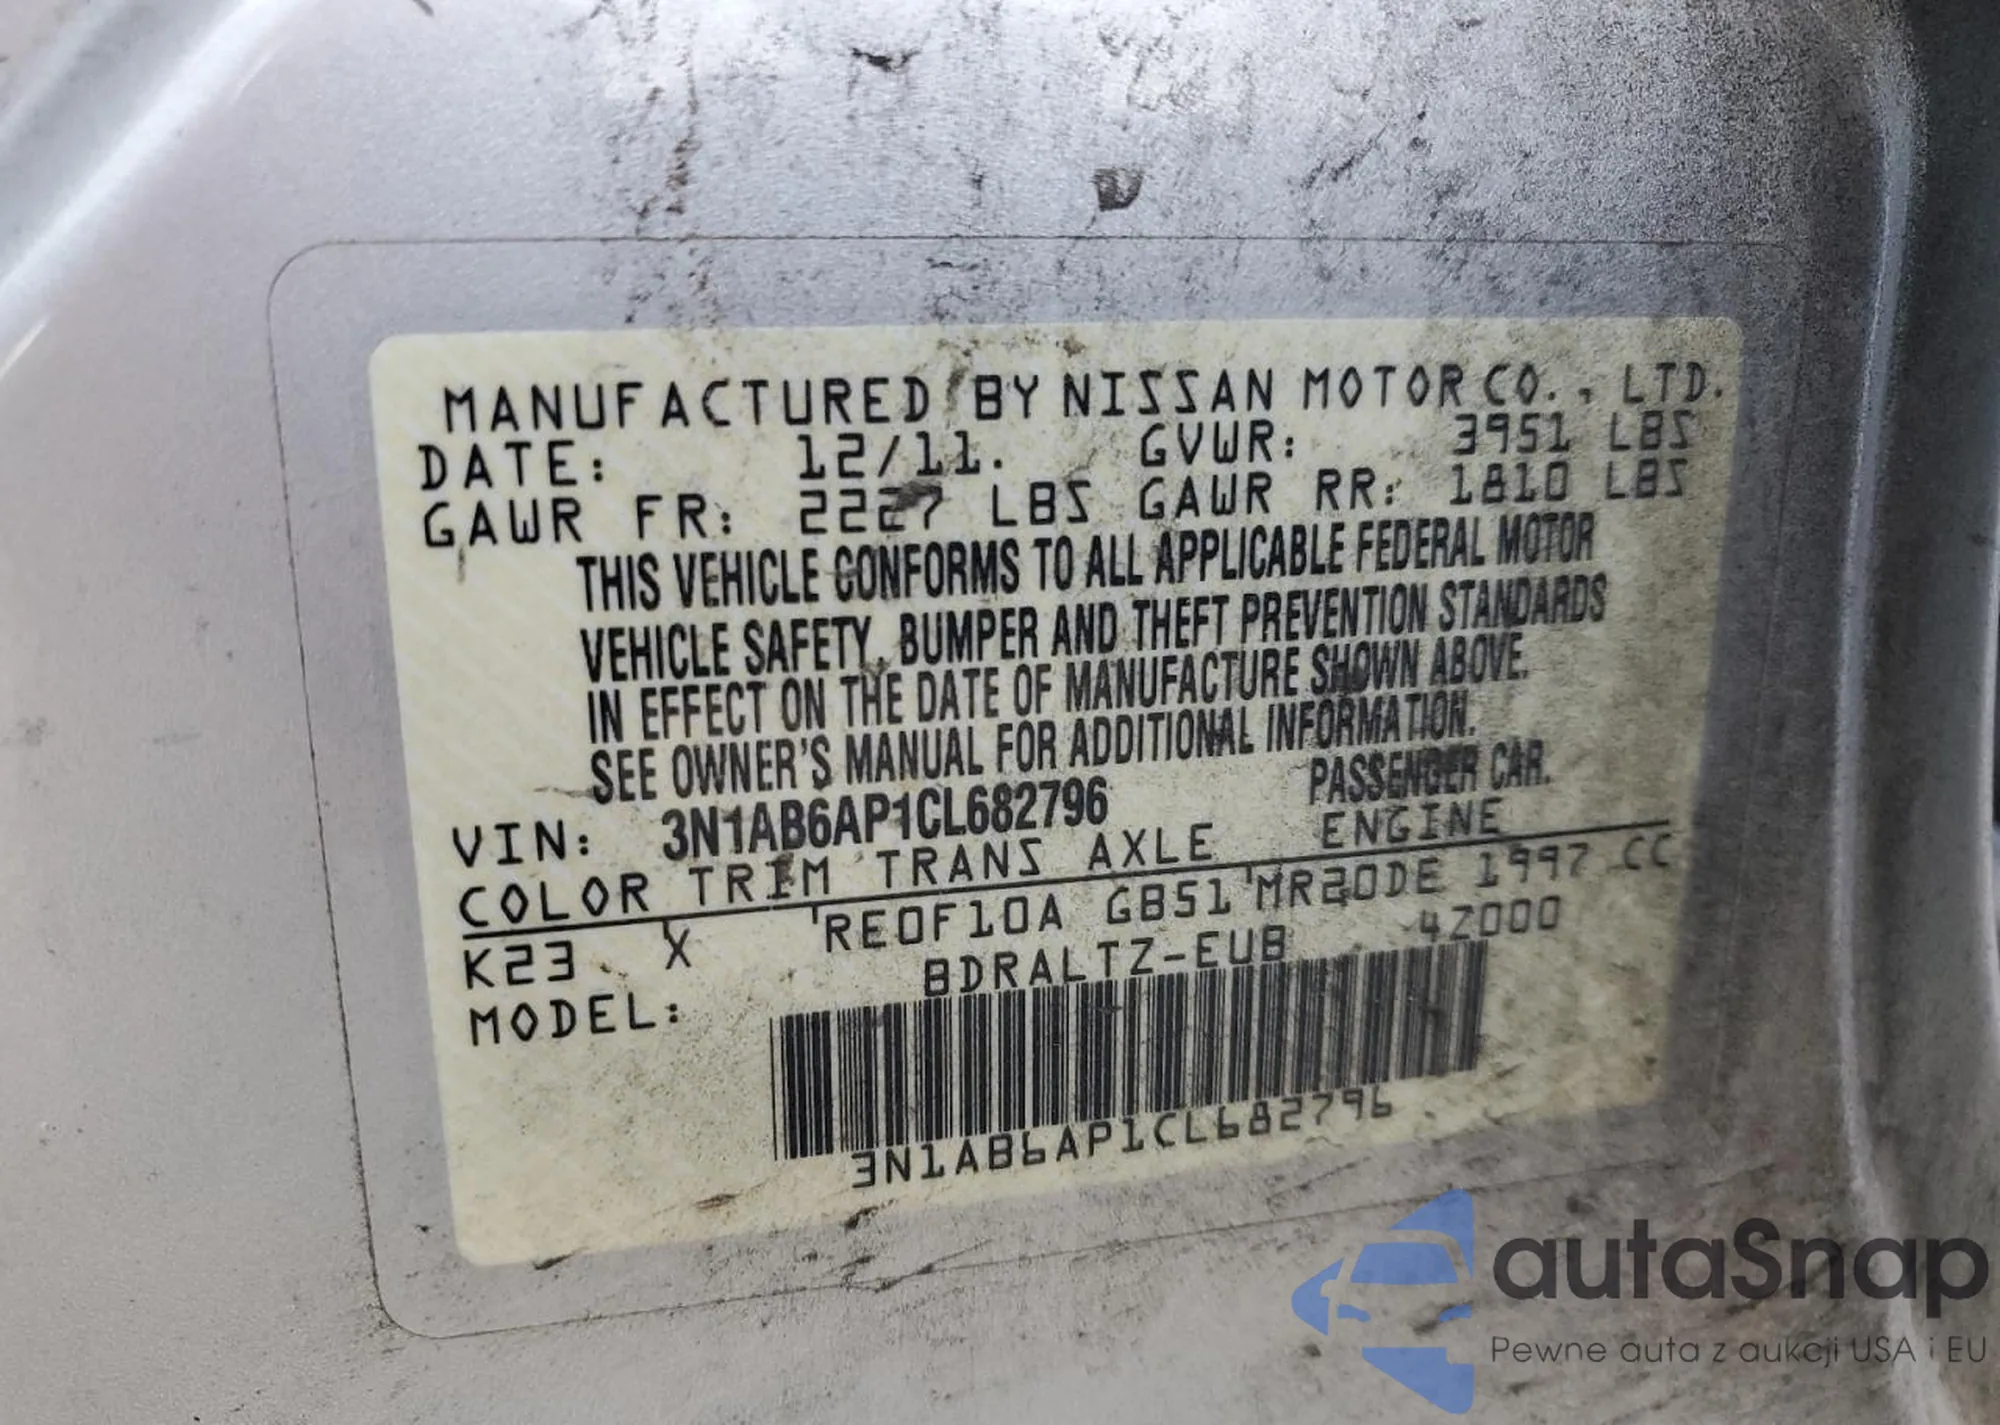 MANUFACTURED BY NISSAN MOTOR CO., LTD.
DATE: 12/11. GVWR: 3951 LBS
GAWR FR: 2227 LBS GAWR RR: 1810 LBS
THIS VEHICLE CONFORMS TO ALL APPLICABLE FEDERAL MOTOR
VEHICLE SAFETY, BUMPER AND THEFT PREVENTION STANDARDS
IN EFFECT ON THE DATE OF MANUFACTURE SHOWN ABOVE.
SEE OWNER'S MANUAL FOR ADDITIONAL INFORMATION.
VIN: 3N1AB6AP1CL682796 PASSENGER CAR.
COLOR TRIM TRANS AXLE ENGINE
K23 X RE0F10A GB51 MR20DE 1997 CC
MODEL: BDRALTZ-EUB 4Z000
3N1AB6AP1CL682796
autaSnap
Pewne auta z aukcji USA i EU